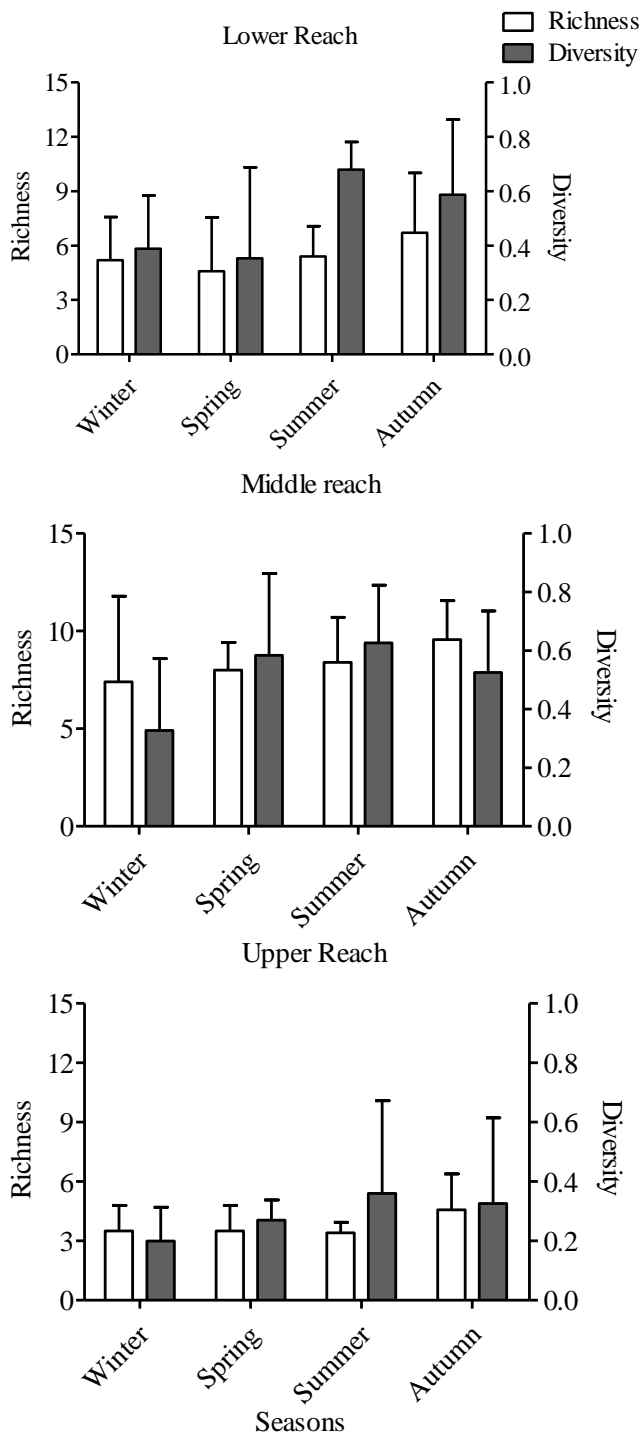 Lower Reach
Richness
Diversity
15
12
9
6
3
0
Richness
1.0
0.8
0.6
0.4
0.2
0.0
Diversity
Winter
Spring
Summer
Autumn
Middle reach
15
10
5
0
Richness
1.0
0.8
0.6
0.4
0.2
0.0
Diversity
Winter
Spring
Summer
Autumn
Upper Reach
15
12
9
6
3
0
Richness
1.0
0.8
0.6
0.4
0.2
0.0
Diversity
Winter
Spring
Summer
Autumn
Seasons